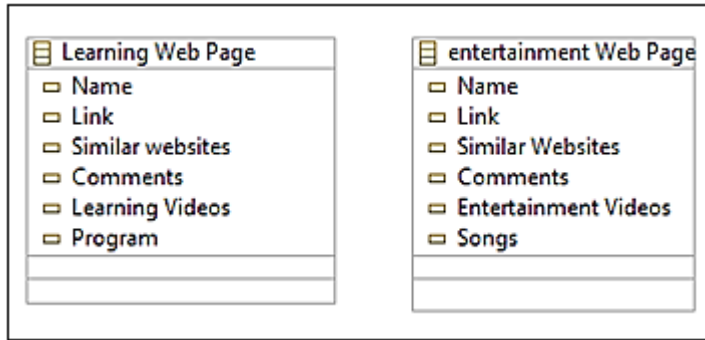 Learning Web Page
Name
Link
Similar websites
Comments
Learning Videos
Program
entertainment Web Page
Name
Link
Similar Websites
Comments
Entertainment Videos
Songs